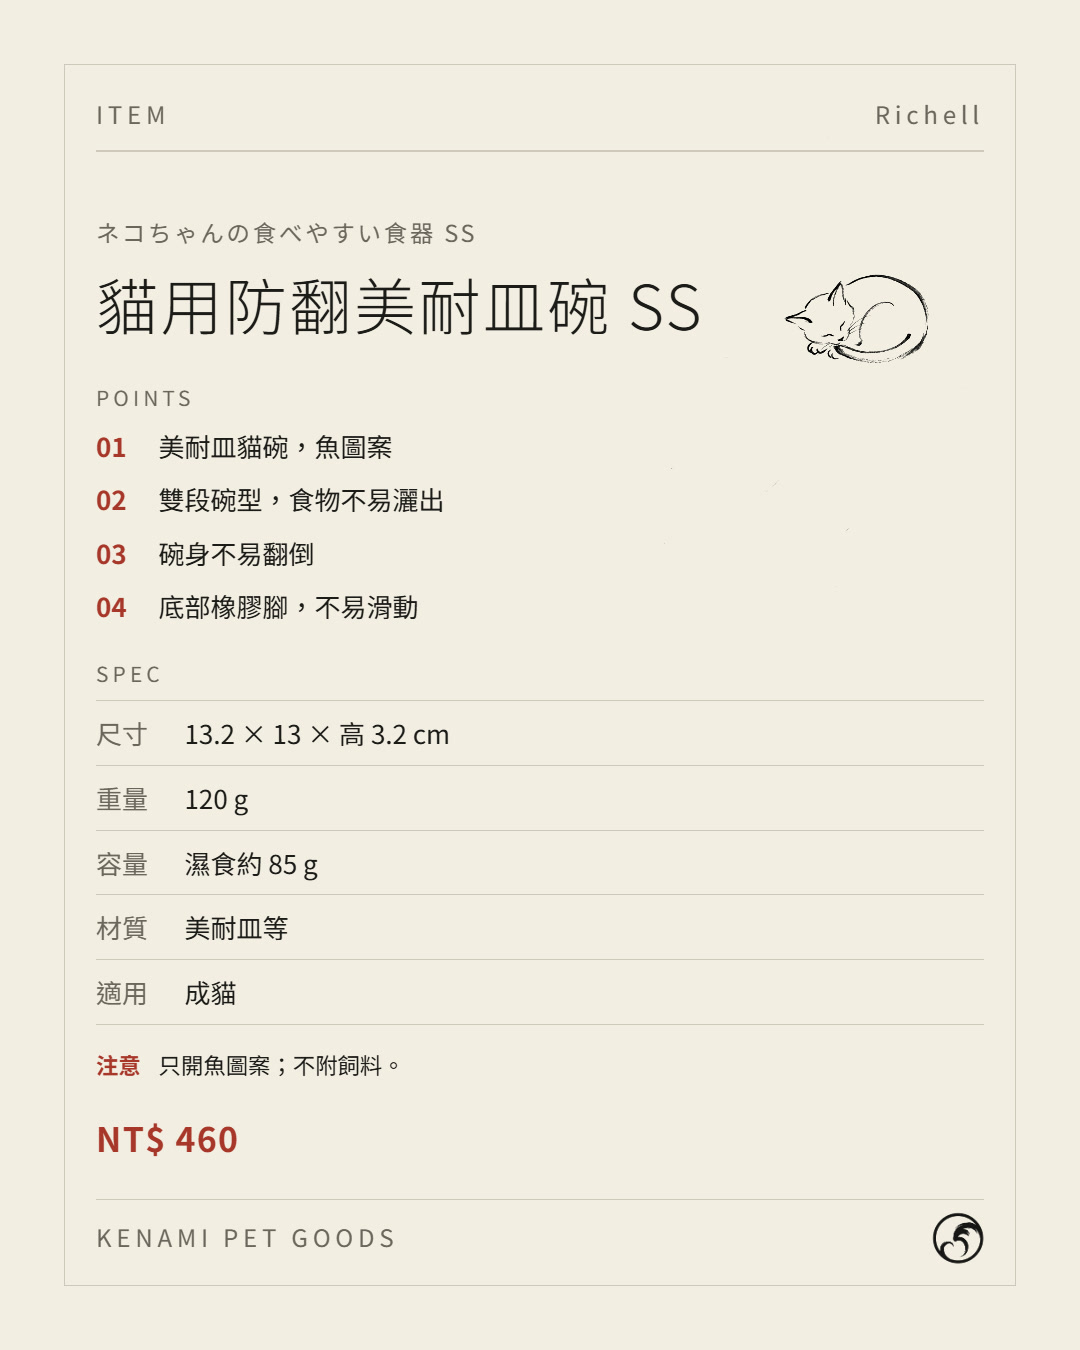 ITEM
Richell
ネコちゃんの食べやすい食器 SS
貓用防翻美耐皿碗 SS
POINTS
01 美耐皿貓碗，魚圖案
02 雙段碗型，食物不易灑出
03 碗身不易翻倒
04 底部橡膠腳，不易滑動
SPEC
尺寸 13.2 × 13 × 高 3.2 cm
重量 120 g
容量 濕食約 85 g
材質 美耐皿等
適用 成貓
注意 只開魚圖案；不附飼料。
NT$ 460
KENAMI PET GOODS